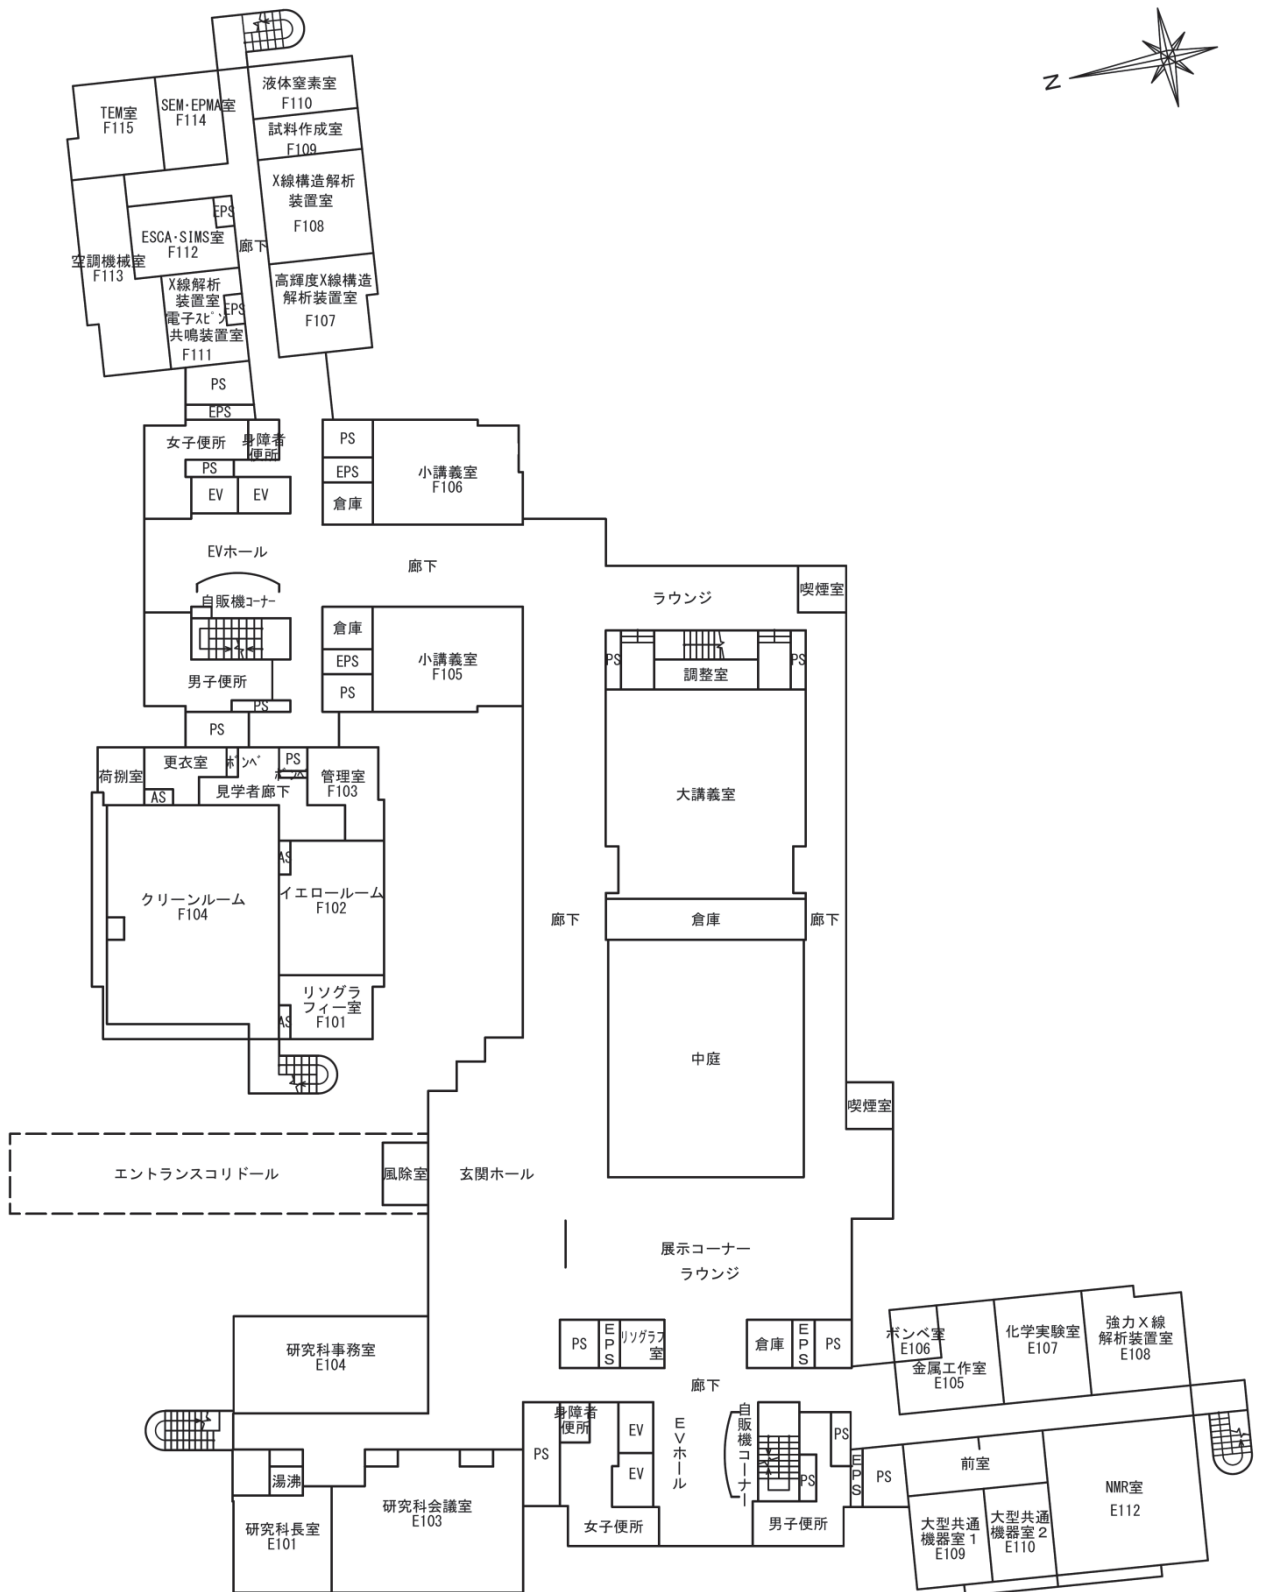 N
液体窒素室
F110
TEM室
F115
SEM・EPMA室
F114
試料作成室
F109
X線構造解析
装置室
F108
EPS
ESCA・SIMS室
F112
廊下
空調機械室
F113
X線解析
装置室
電子ｽﾋﾟﾝ
共鳴装置室
F111
EPS
高輝度X線構造
解析装置室
F107
PS
EPS
女子便所
身障者
便所
PS
EV
EV
PS
EPS
倉庫
小講義室
F106
EVホール
廊下
自販機ｺｰﾅｰ
ラウンジ
喫煙室
倉庫
EPS
PS
小講義室
F105
男子便所
PS
PS
PS
調整室
PS
荷捌室
更衣室
ﾎﾞﾝﾍﾞ
PS
ﾎﾞﾝﾍﾞ
管理室
F103
AS
見学者廊下
大講義室
AS
クリーンルーム
F104
イエロールーム
F102
廊下
倉庫
廊下
リソグラ
フィー室
F101
AS
中庭
喫煙室
エントランスコリドール
風除室
玄関ホール
展示コーナー
ラウンジ
研究科事務室
E104
PS
EPS
リソグラフ
室
倉庫
EPS
PS
ボンベ室
E106
金属工作室
E105
化学実験室
E107
強力X線
解析装置室
E108
廊下
身障者
便所
PS
EV
EV
EVホール
自販機コーナー
PS
PS
EPS
PS
前室
NMR室
E112
湯沸
研究科長室
E101
研究科会議室
E103
女子便所
男子便所
大型共通
機器室1
E109
大型共通
機器室2
E110